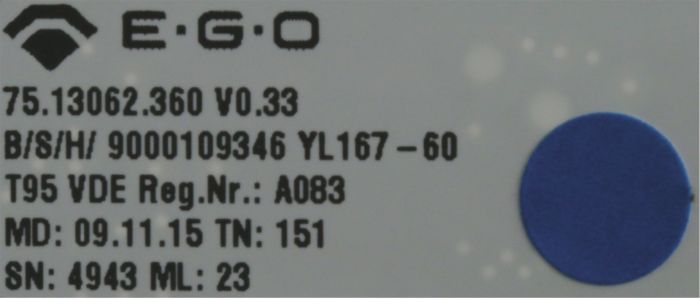 E·G·O
75.13062.360 V0.33
B/S/H/ 9000109346 YL167-60
T95 VDE Reg.Nr.: A083
MD: 09.11.15 TN: 151
SN: 4943 ML: 23